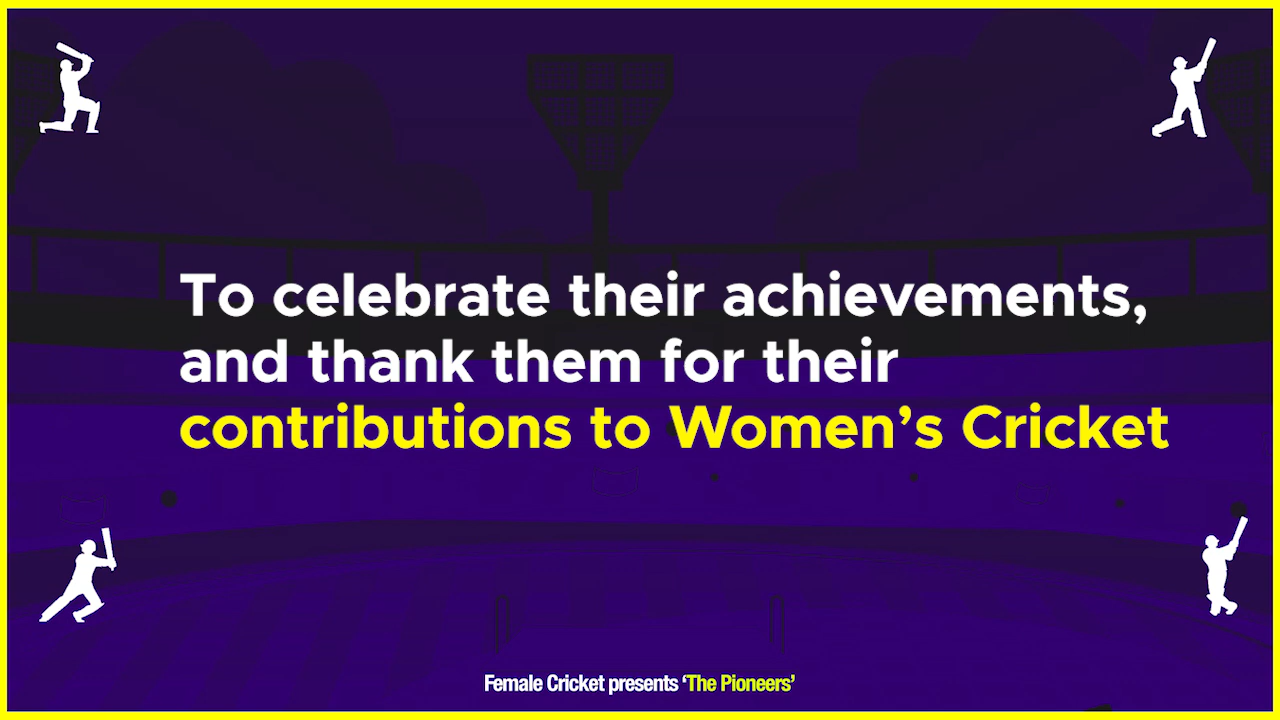 To celebrate their achievements,
and thank them for their
contributions to Women’s Cricket
Female Cricket presents ‘The Pioneers’